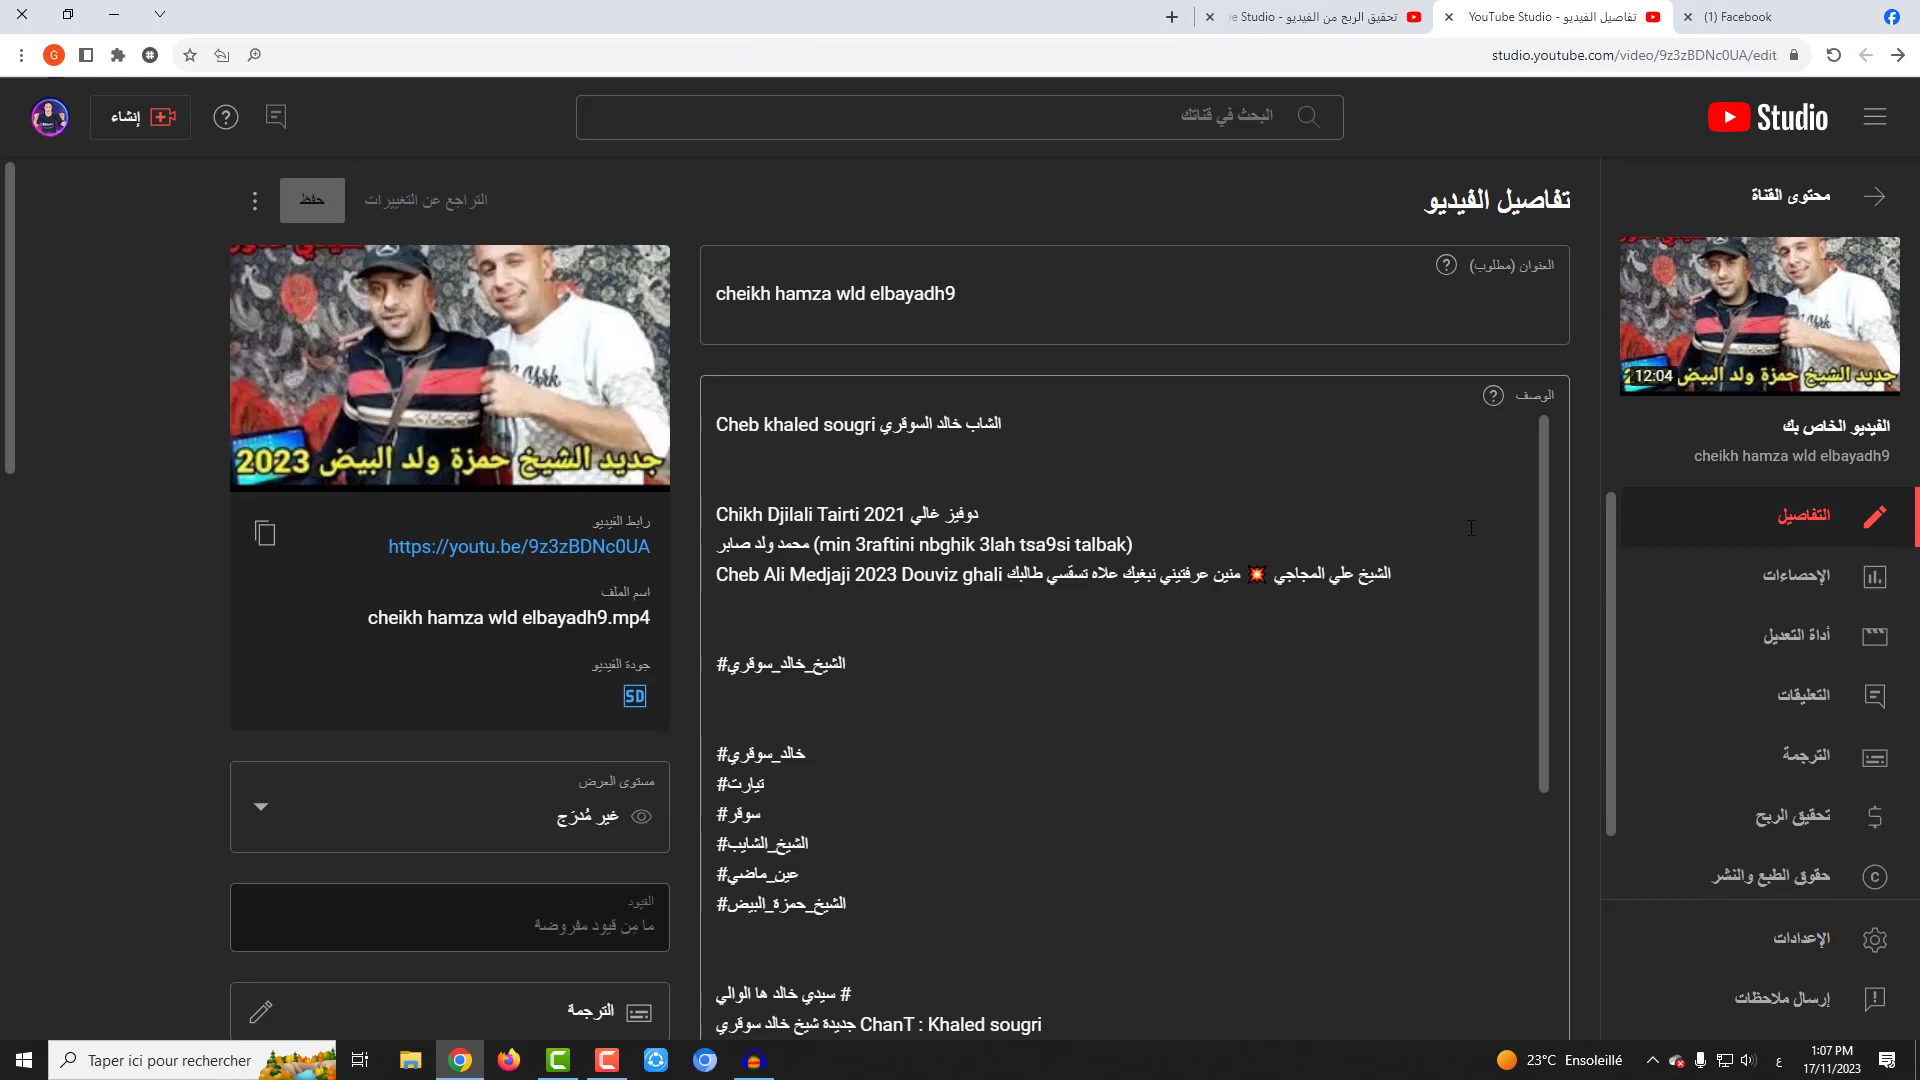 (1) Facebook
تفاصيل الفيديو - YouTube Studio
تحقيق الربح من الفيديو - e Studio
studio.youtube.com/video/9z3zBDNc0UA/edit
G
Studio
البحث في قناتك
إنشاء
محتوى القناة
12:04
جديد الشيخ حمزة ولد البيض 2023
الفيديو الخاص بك
cheikh hamza wld elbayadh9
التفاصيل
الإحصاءات
أداة التعديل
التعليقات
الترجمة
تحقيق الربح
حقوق الطبع والنشر
الإعدادات
إرسال ملاحظات
تفاصيل الفيديو
التراجع عن التغييرات
حفظ
العنوان (مطلوب)
cheikh hamza wld elbayadh9
الوصف
Cheb khaled sougri الشاب خالد السوقري
Chikh Djilali Tairti 2021 دوفيز غالي
محمد ولد صابر (min 3raftini nbghik 3lah tsa9si talbak)
Cheb Ali Medjaji 2023 Douviz ghali الشيخ علي المجاجي 💥 منين عرفتيني نبغيك علاه تسقسي طالبك
#الشيخ_خالد_سوقري
#خالد_سوقري
#تيارت
#سوقر
#الشيخ_الشايب
#عين_ماضي
#الشيخ_حمزة_البيض
# سيدي خالد ها الوالي
جديدة شيخ خالد سوقري ChanT : Khaled sougri
جديد الشيخ حمزة ولد البيض 2023
رابط الفيديو
https://youtu.be/9z3zBDNc0UA
اسم الملف
cheikh hamza wld elbayadh9.mp4
جودة الفيديو
SD
مستوى العرض
غير مُدرَج
القيود
ما مِن قيود مفروضة
الترجمة
Taper ici pour rechercher
23°C Ensoleillé
ع
1:07 PM
17/11/2023